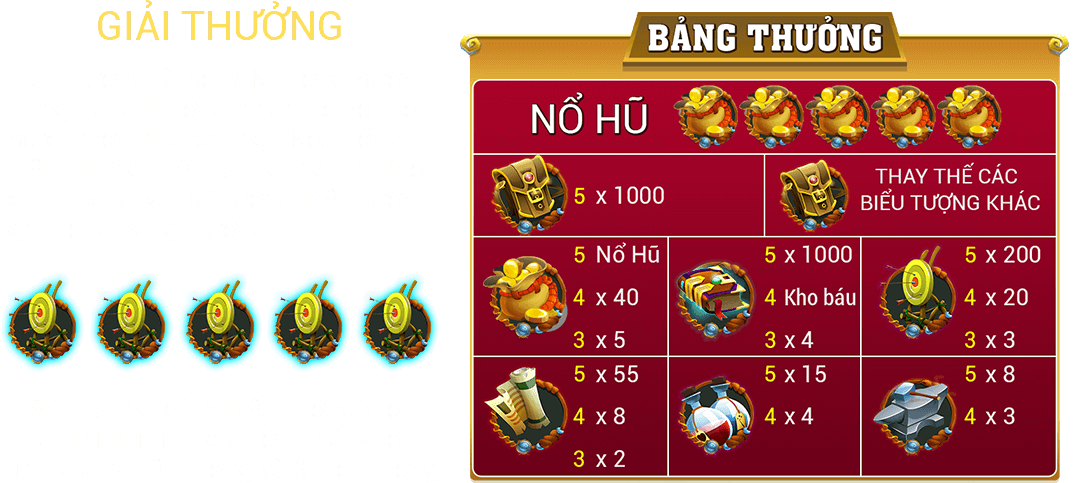 GIẢI THƯỞNG
BẢNG THƯỞNG
NỔ HŨ
5 x 1000
THAY THẾ CÁC
BIỂU TƯỢNG KHÁC
5 Nổ Hũ
4 x 40
3 x 5
5 x 1000
4 Kho báu
3 x 4
5 x 200
4 x 20
3 x 3
5 x 55
4 x 8
3 x 2
5 x 15
4 x 4
5 x 8
4 x 3